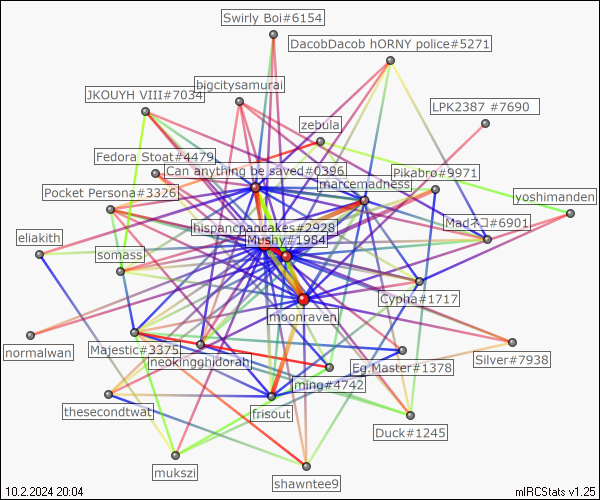 Swirly Boi#6154
DacobDacob hORNY police#5271
bigcitysamurai
JKOUYH VIII#7034
LPK2387 #7690
zebula
Fedora Stoat#4479
Can anything be saved#0396
Pikabro#9971
marcemadness
Pocket Persona#3326
yoshimanden
Madネコ#6901
hispancpancakes#2928
eliakith
Mushy#1984
somass
Cypha#1717
moonraven
normalwan
Majestic#3375
neokingghidorah
Silver#7938
Eg.Master#1378
ming#4742
thesecondtwat
frisout
Duck#1245
mukszi
shawntee9
10.2.2024 20:04
mIRCStats v1.25